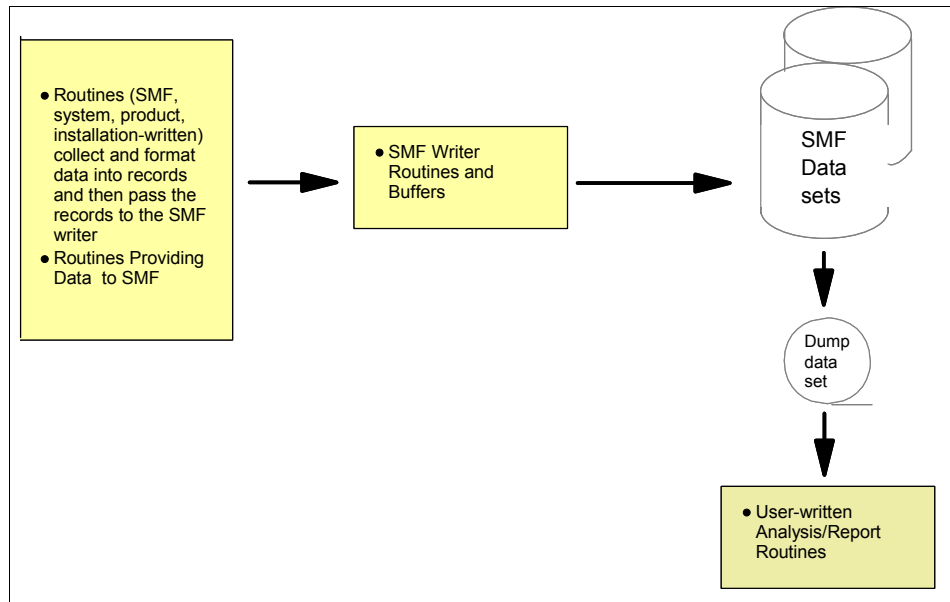 ● Routines (SMF,
system, product,
installation-written)
collect and format
data into records
and then pass the
records to the SMF
writer
● Routines Providing
Data to SMF
● SMF Writer
Routines and
Buffers
SMF
Data
sets
Dump
data
set
● User-written
Analysis/Report
Routines